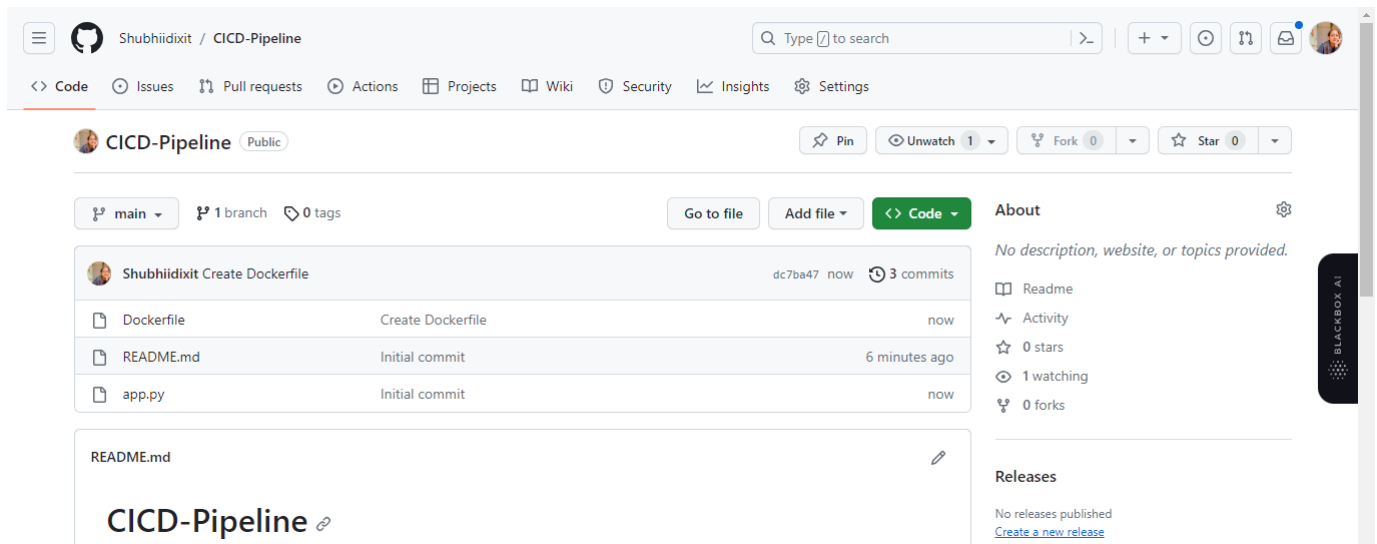 Shubhiidixit / CICD-Pipeline
Type / to search
Code Issues Pull requests Actions Projects Wiki Security Insights Settings
CICD-Pipeline Public
Pin Unwatch 1 Fork 0 Star 0
main 1 branch 0 tags Go to file Add file <> Code
About
No description, website, or topics provided.
Shubhiidixit Create Dockerfile dc7ba47 now 3 commits
Dockerfile Create Dockerfile now
README.md Initial commit 6 minutes ago
app.py Initial commit now
Readme
Activity
0 stars
1 watching
0 forks
BLACKBOX AI
README.md
CICD-Pipeline
Releases
No releases published
Create a new release